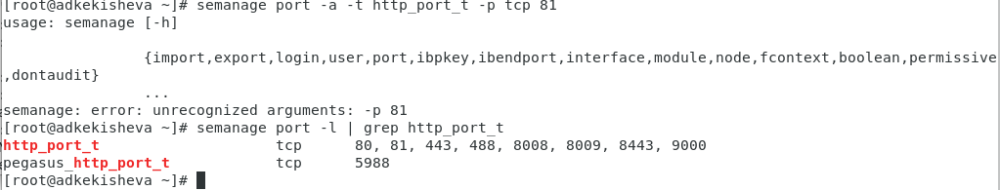 [root@adkekisheva ~]# semanage port -a -t http_port_t -p tcp 81
usage: semanage [-h]
{import,export,login,user,port,ibpkey,ibendport,interface,module,node,fcontext,boolean,permissive
,dontaudit}
...
semanage: error: unrecognized arguments: -p 81
[root@adkekisheva ~]# semanage port -l | grep http_port_t
http_port_t tcp 80, 81, 443, 488, 8008, 8009, 8443, 9000
pegasus_http_port_t tcp 5988
[root@adkekisheva ~]#